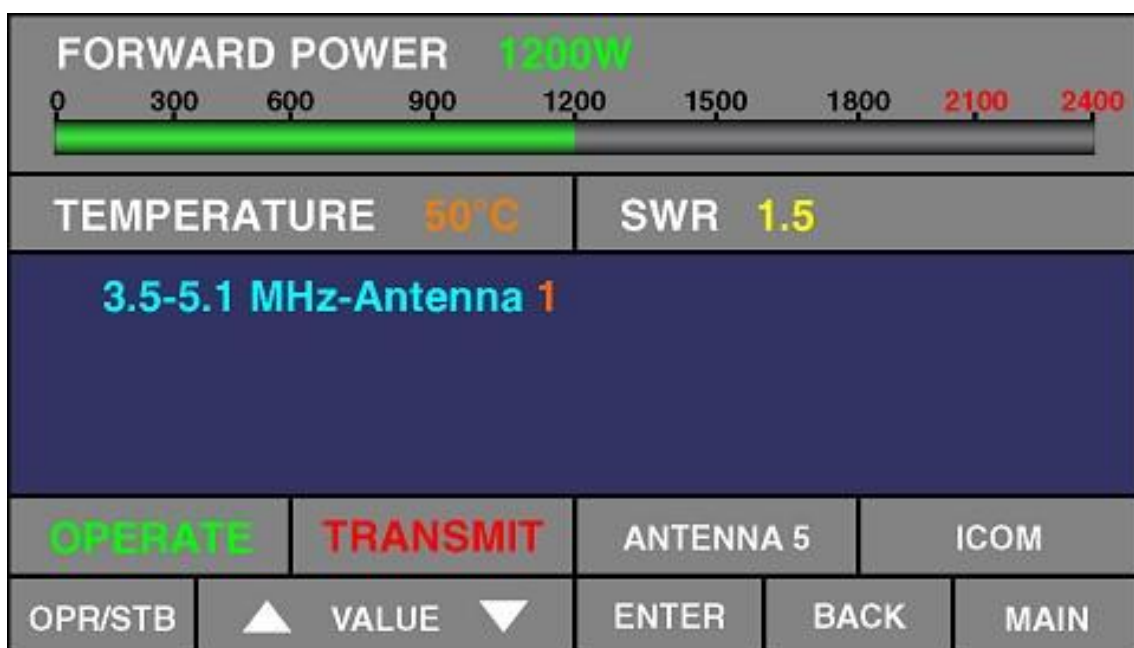 FORWARD POWER 1200W
0 300 600 900 1200 1500 1800 2100 2400
TEMPERATURE 50°C SWR 1.5
3.5-5.1 MHz-Antenna 1
OPERATE TRANSMIT ANTENNA 5 ICOM
OPR/STB VALUE ENTER BACK MAIN